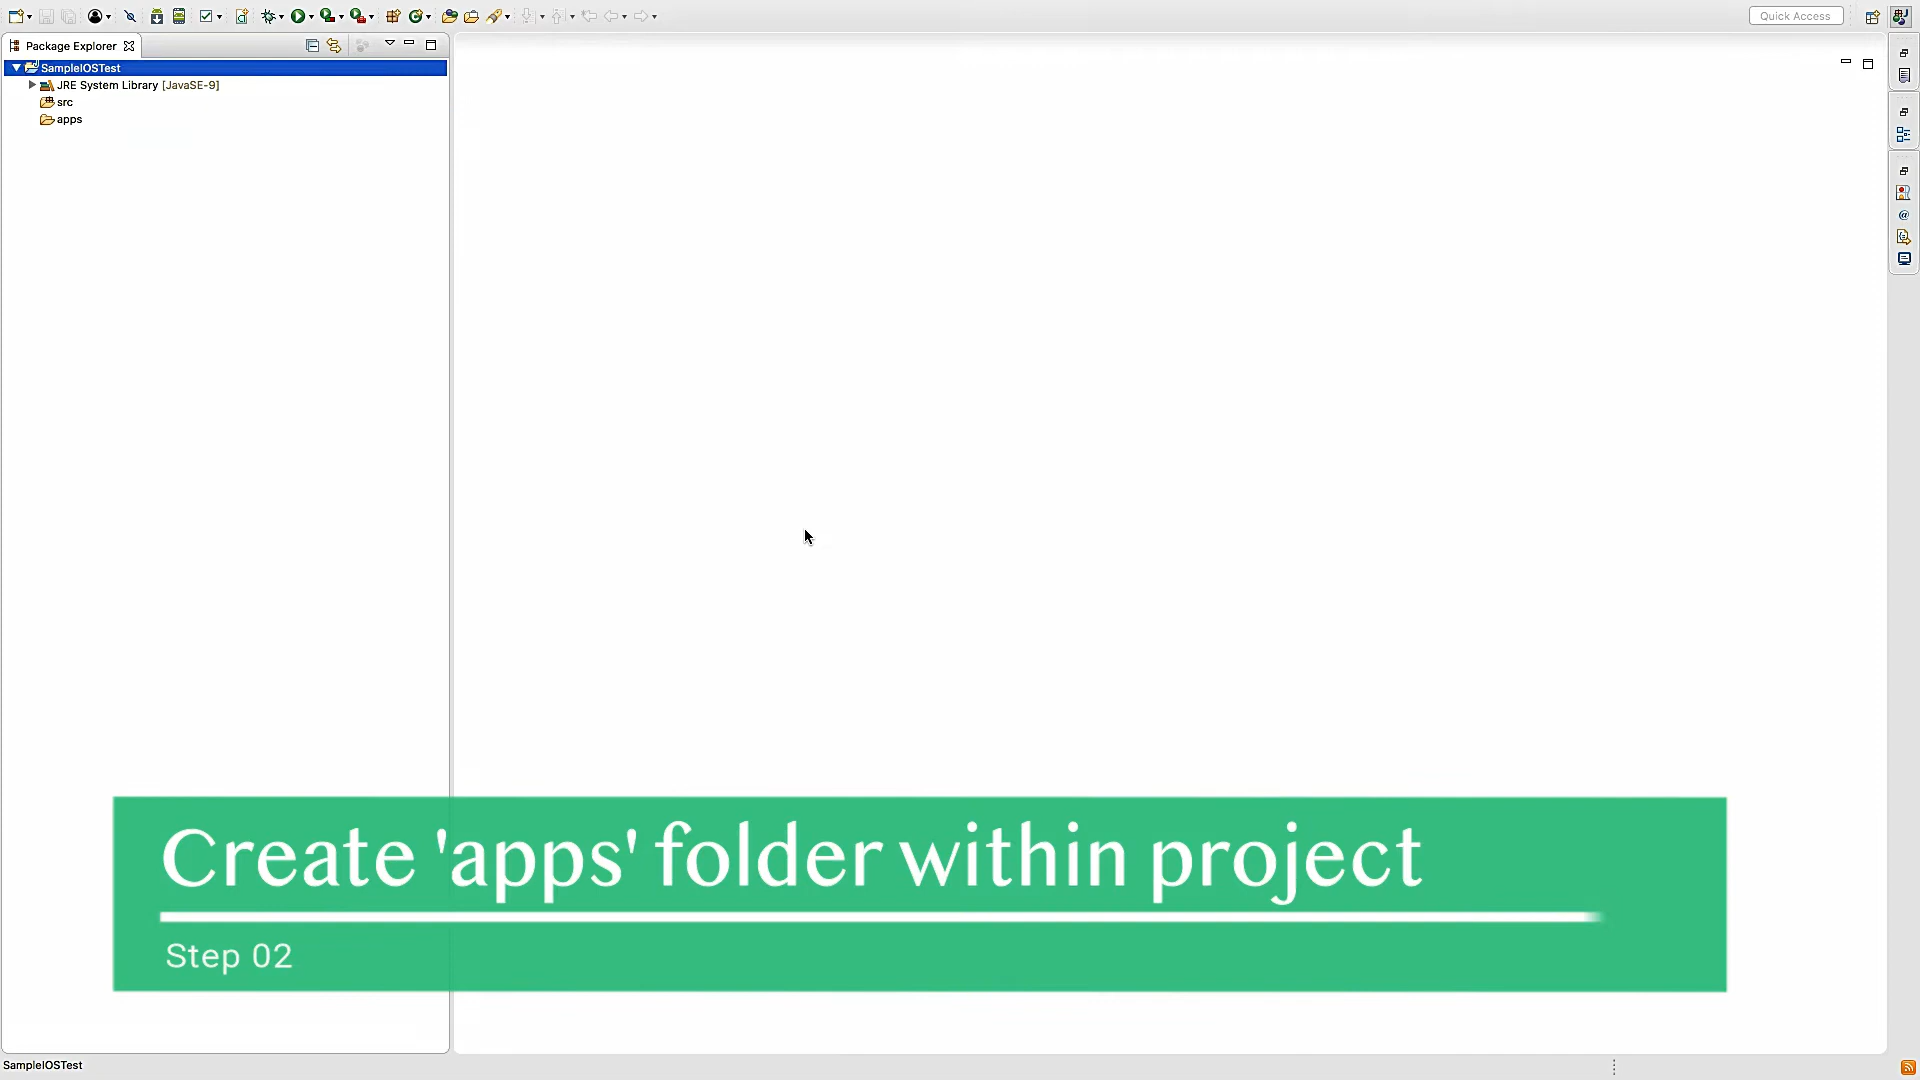 Quick Access
Package Explorer
SampleIOSTest
JRE System Library [JavaSE-9]
src
apps
Create 'apps' folder within project
Step 02
SampleIOSTest